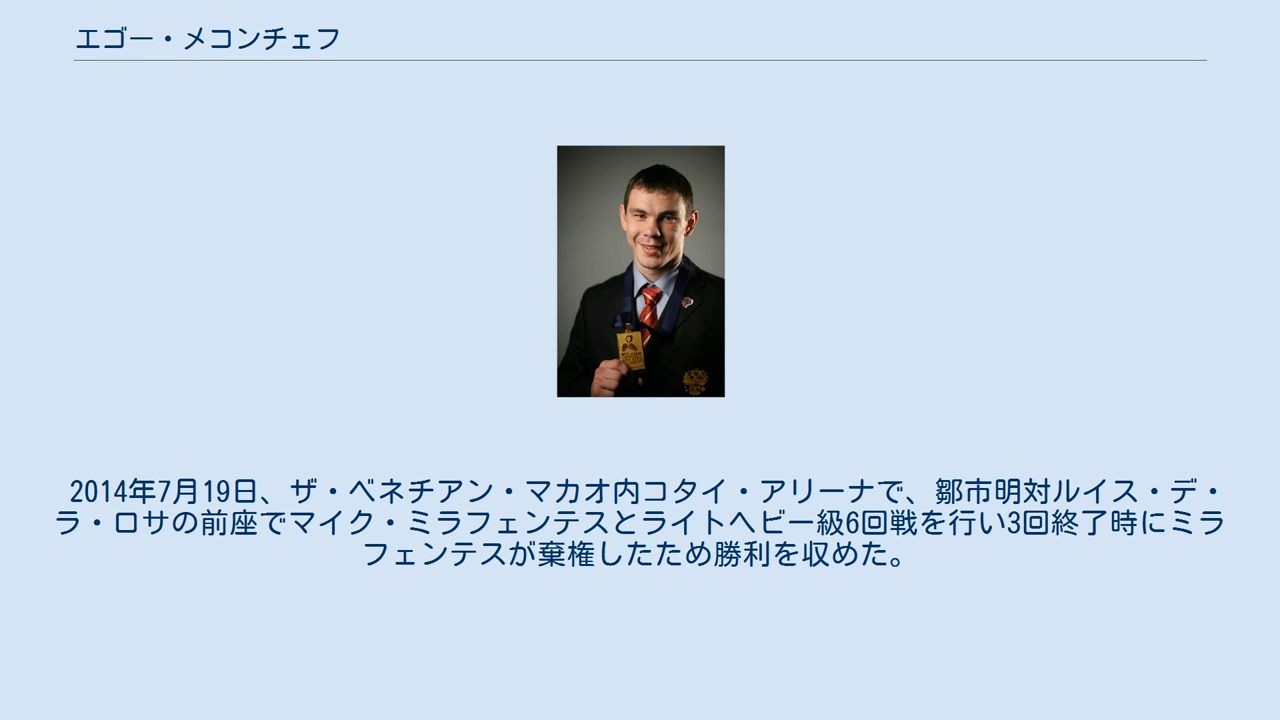 エゴー・メコンチェフ
2014年7月19日、ザ・ベネチアン・マカオ内コタイ・アリーナで、鄒市明対ルイス・デ・
ラ・ロサの前座でマイク・ミラフェンテスとライトヘビー級6回戦を行い3回終了時にミラ
フェンテスが棄権したため勝利を収めた。